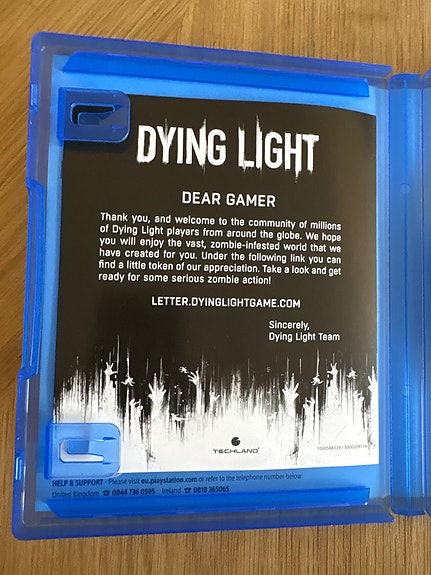 DYING LIGHT
DEAR GAMER
Thank you, and welcome to the community of millions
of Dying Light players from around the globe. We hope
you will enjoy the vast, zombie-infested world that we
have created for you. Under the following link you can
find a little token of our appreciation. Take a look and get
ready for some serious zombie action!
LETTER.DYINGLIGHTGAME.COM
Sincerely,
Dying Light Team
TECHLAND
HELP & SUPPORT - Please visit eu.playstation.com or refer to the telephone number below:
United Kingdom ☎ 0844 736 0595 Ireland ☎ 0818 365065